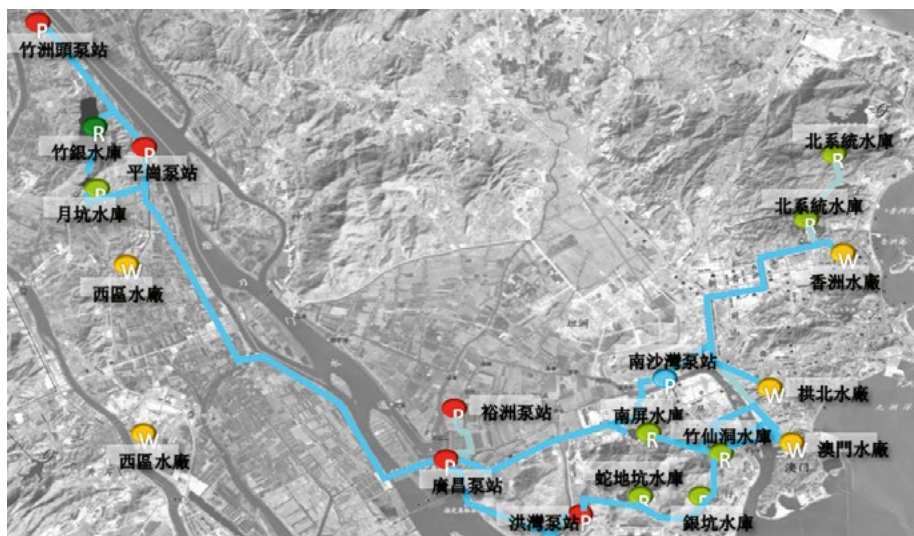 P
竹洲頭泵站
R
竹銀水庫
P
平崗泵站
R
月坑水庫
W
西區水廠
W
西區水廠
北系統水庫
R
北系統水庫
R
W
香洲水廠
南沙灣泵站
P
W
拱北水廠
P
裕洲泵站
南屏水庫
R
竹仙洞水庫
R
W
澳門水廠
澳門
P
廣昌泵站
蛇地坑水庫
R
R
銀坑水庫
洪灣泵站
P